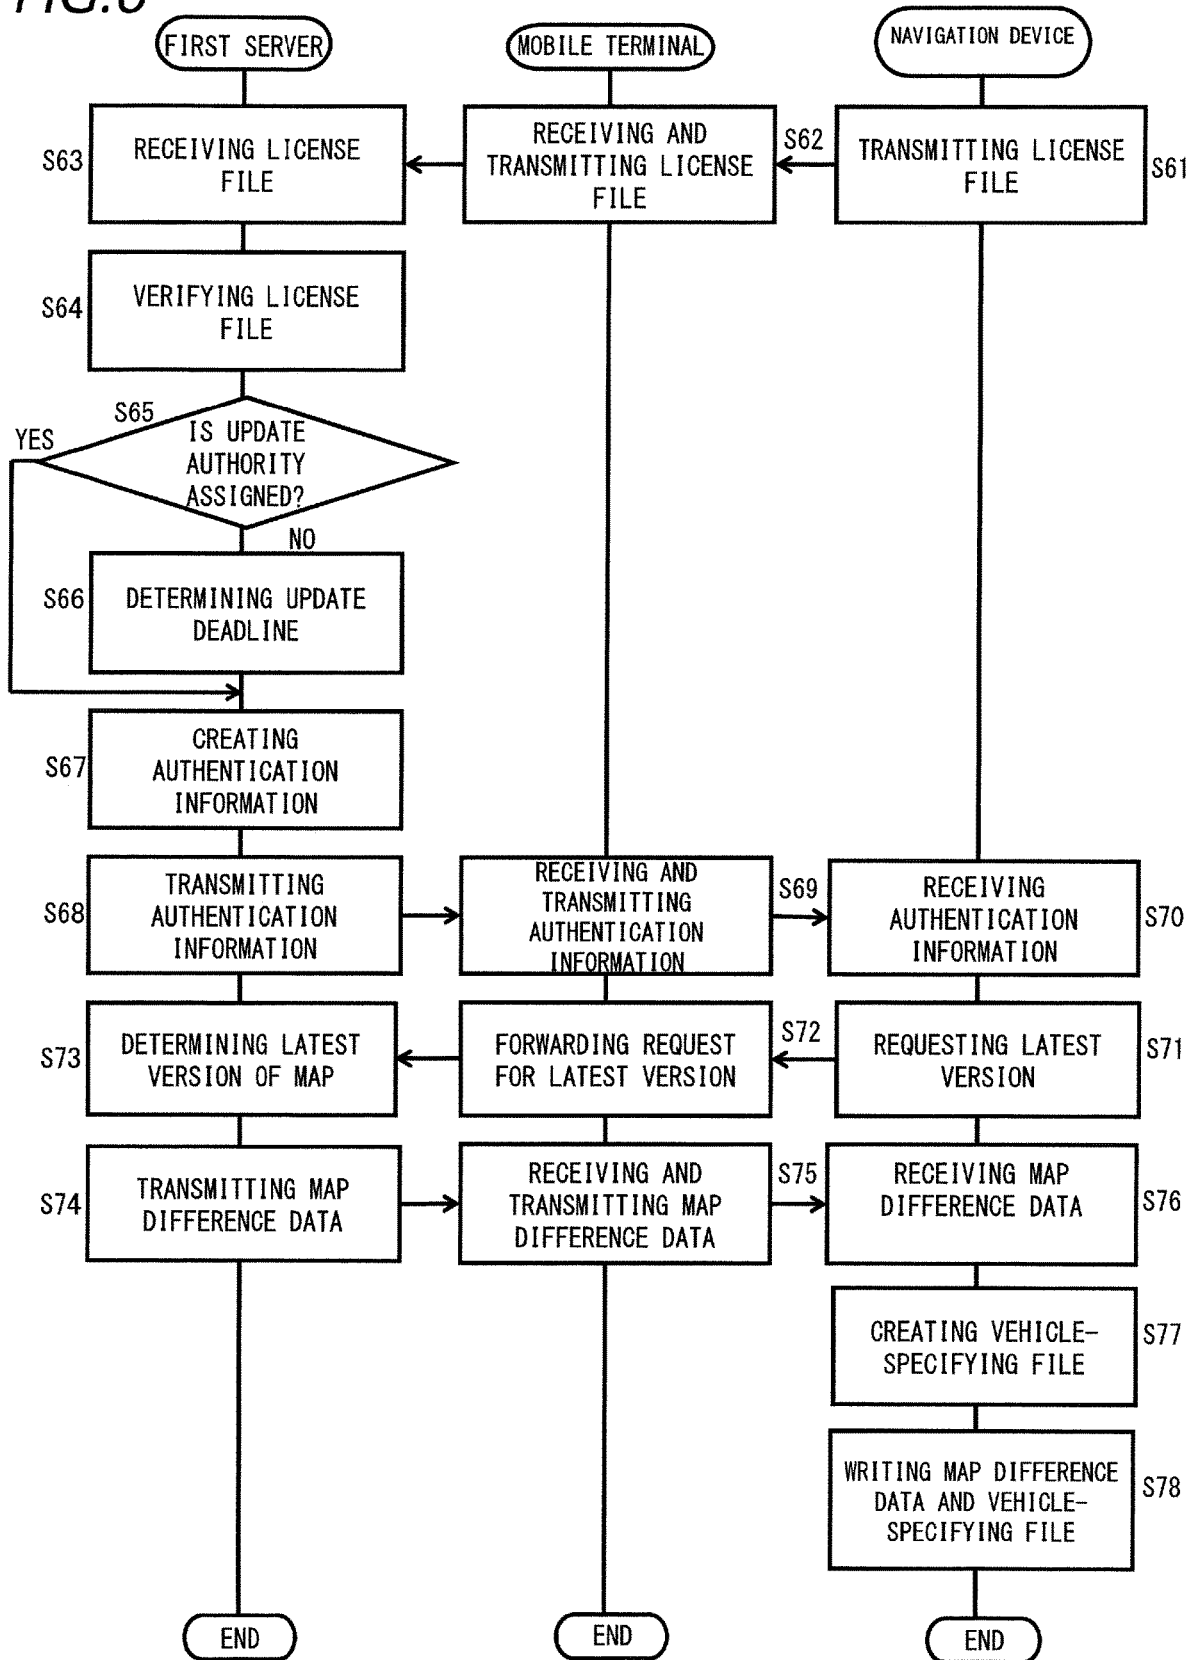 FIRST SERVER
MOBILE TERMINAL
NAVIGATION DEVICE
S63
RECEIVING LICENSE
FILE
RECEIVING AND
TRANSMITTING LICENSE
FILE
S62
TRANSMITTING LICENSE
FILE
S61
S64
VERIFYING LICENSE
FILE
S65
YES
IS UPDATE
AUTHORITY
ASSIGNED?
NO
S66
DETERMINING UPDATE
DEADLINE
S67
CREATING
AUTHENTICATION
INFORMATION
S68
TRANSMITTING
AUTHENTICATION
INFORMATION
RECEIVING AND
TRANSMITTING
AUTHENTICATION
INFORMATION
S69
RECEIVING
AUTHENTICATION
INFORMATION
S70
S73
DETERMINING LATEST
VERSION OF MAP
FORWARDING REQUEST
FOR LATEST VERSION
S72
REQUESTING LATEST
VERSION
S71
S74
TRANSMITTING MAP
DIFFERENCE DATA
RECEIVING AND
TRANSMITTING MAP
DIFFERENCE DATA
S75
RECEIVING MAP
DIFFERENCE DATA
S76
CREATING VEHICLE-
SPECIFYING FILE
S77
WRITING MAP DIFFERENCE
DATA AND VEHICLE-
SPECIFYING FILE
S78
END
END
END